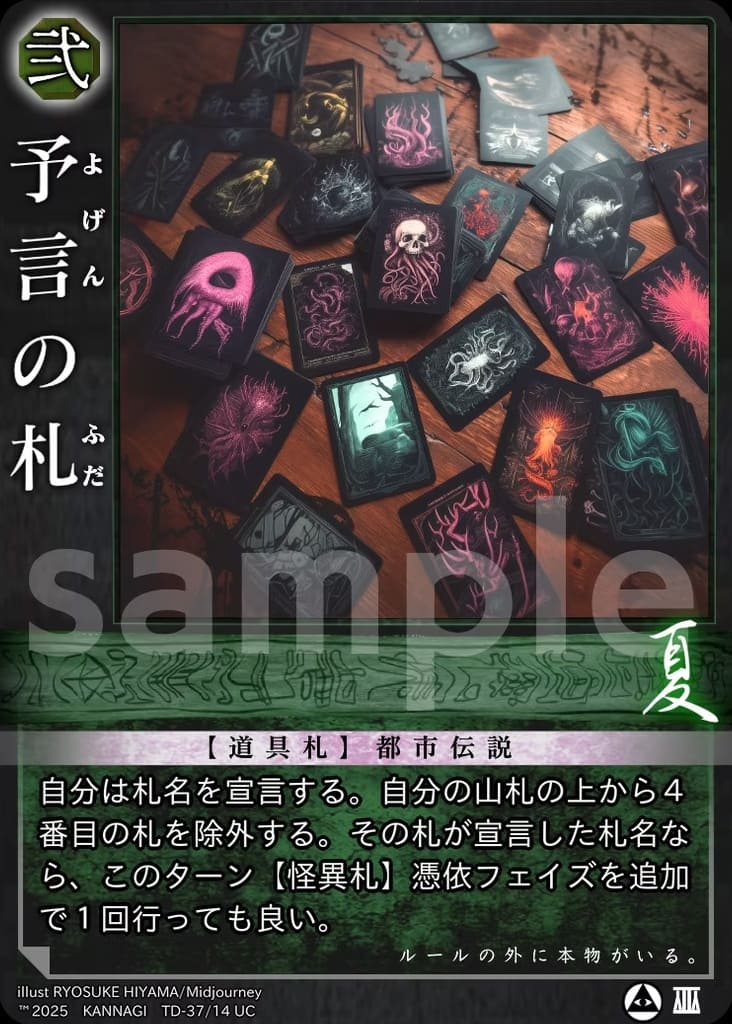 弐
予言の札
よげん
ふだ
sample
夏
【道具札】都市伝説
自分は札名を宣言する。自分の山札の上から4
番目の札を除外する。その札が宣言した札名な
ら、このターン【怪異札】憑依フェイズを追加
で1回行っても良い。
ルールの外に本物がいる。
illust RYOSUKE HIYAMA/Midjourney
™2025 KANNAGI TD-37/14 UC